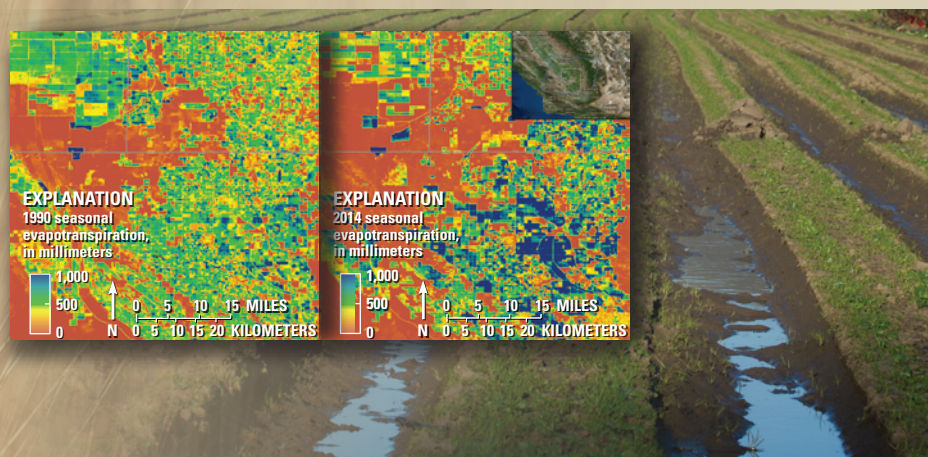 EXPLANATION
1990 seasonal
evapotranspiration,
in millimeters
1,000
500
0
N
0 5 10 15 MILES
0 5 10 15 20 KILOMETERS
EXPLANATION
2014 seasonal
evapotranspiration,
in millimeters
1,000
500
0
N
0 5 10 15 MILES
0 5 10 15 20 KILOMETERS